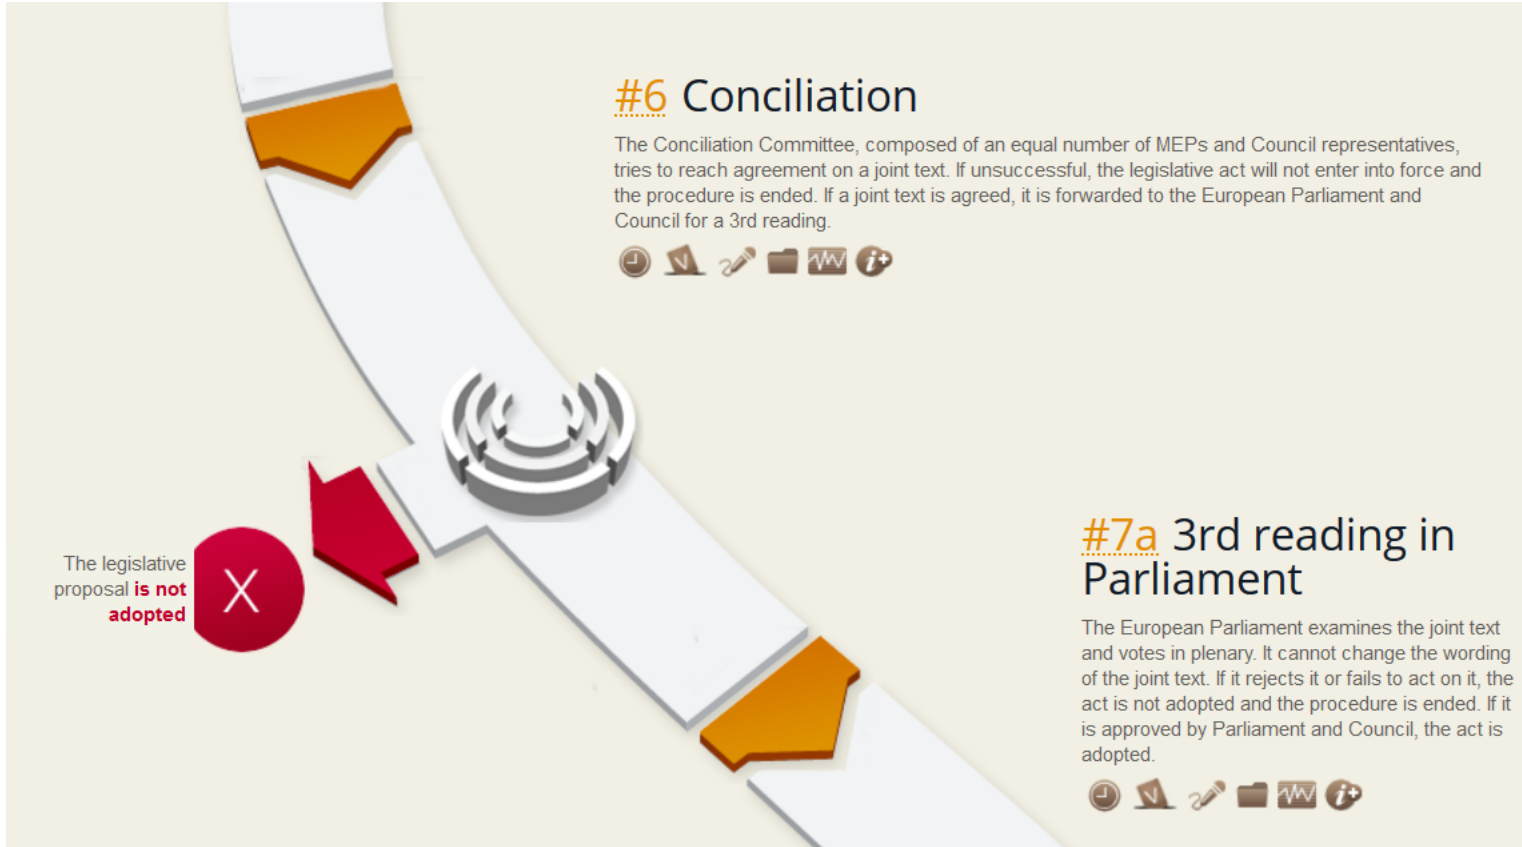 #6 Conciliation
The Conciliation Committee, composed of an equal number of MEPs and Council representatives,
tries to reach agreement on a joint text. If unsuccessful, the legislative act will not enter into force and
the procedure is ended. If a joint text is agreed, it is forwarded to the European Parliament and
Council for a 3rd reading.
The legislative
proposal is not
adopted
X
#7a 3rd reading in
Parliament
The European Parliament examines the joint text
and votes in plenary. It cannot change the wording
of the joint text. If it rejects it or fails to act on it, the
act is not adopted and the procedure is ended. If it
is approved by Parliament and Council, the act is
adopted.